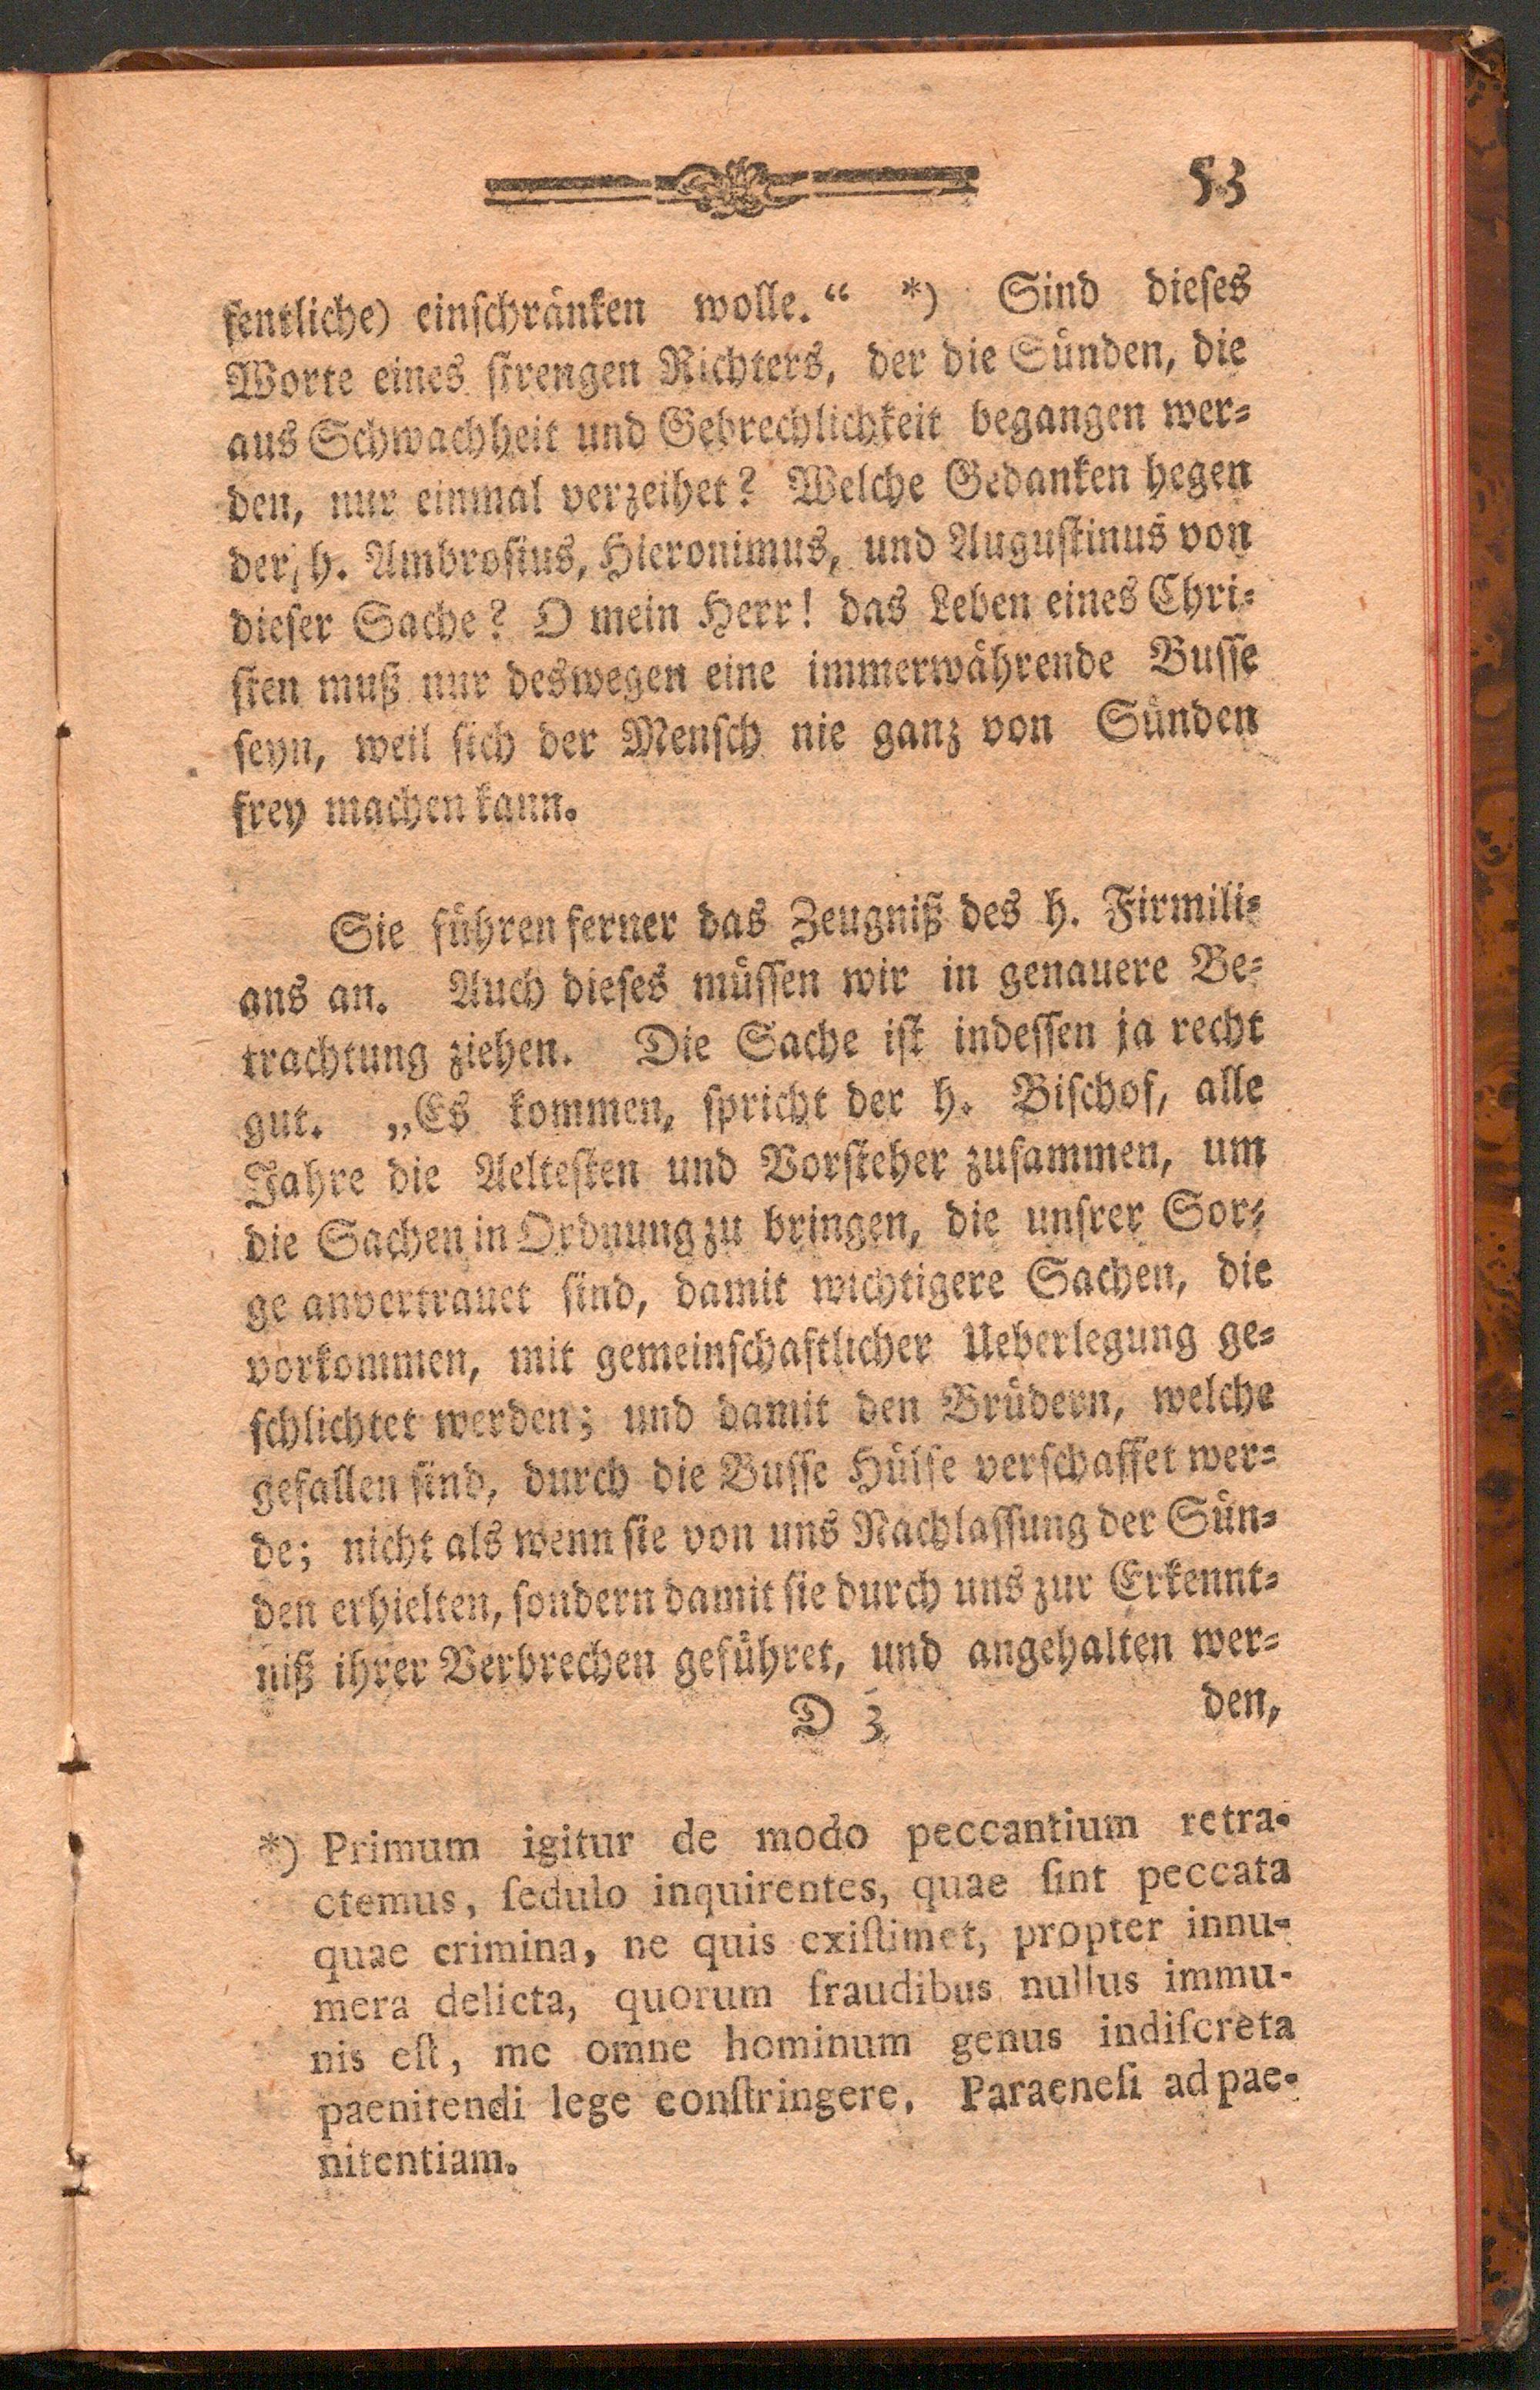 53
fentliche) einschränken wolle.“ *) Sind dieses
Worte eines strengen Richters, der die Sünden, die
aus Schwachheit und Gebrechlichkeit begangen wer-
den, nur einmal verzeihet? Welche Gedanken hegen
der h. Ambrosius, Hieronimus, und Augustinus von
dieser Sache? O mein Herr! das Leben eines Chri-
sten muß nur deswegen eine immerwährende Busse
seyn, weil sich der Mensch nie ganz von Sünden
frey machen kann.
Sie führen ferner das Zeugniß des h. Firmili-
ans an. Auch dieses müssen wir in genauere Be-
trachtung ziehen. Die Sache ist indessen ja recht
gut. „Es kommen, spricht der h. Bischof, alle
Jahre die Aeltesten und Vorsteher zusammen, um
die Sachen in Ordnung zu bringen, die unsrer Sor-
ge anvertrauet sind, damit wichtigere Sachen, die
vorkommen, mit gemeinschaftlicher Ueberlegung ge-
schlichtet werden; und damit den Brüdern, welche
gefallen sind, durch die Busse Hülfe verschaffet wer-
de; nicht als wenn sie von uns Nachlassung der Sün-
den erhielten, sondern damit sie durch uns zur Erkennt-
niß ihrer Verbrechen geführet, und angehalten wer-
D 3 den,
*) Primum igitur de modo peccantium retra-
ctemus, ſedulo inquirentes, quae ſint peccata
quae crimina, ne quis exiſtimet, propter innu-
mera delicta, quorum fraudibus nullus immu-
nis eſt, me omne hominum genus indiſcreta
paenitendi lege conſtringere. Paraeneſi ad pae-
nitentiam.